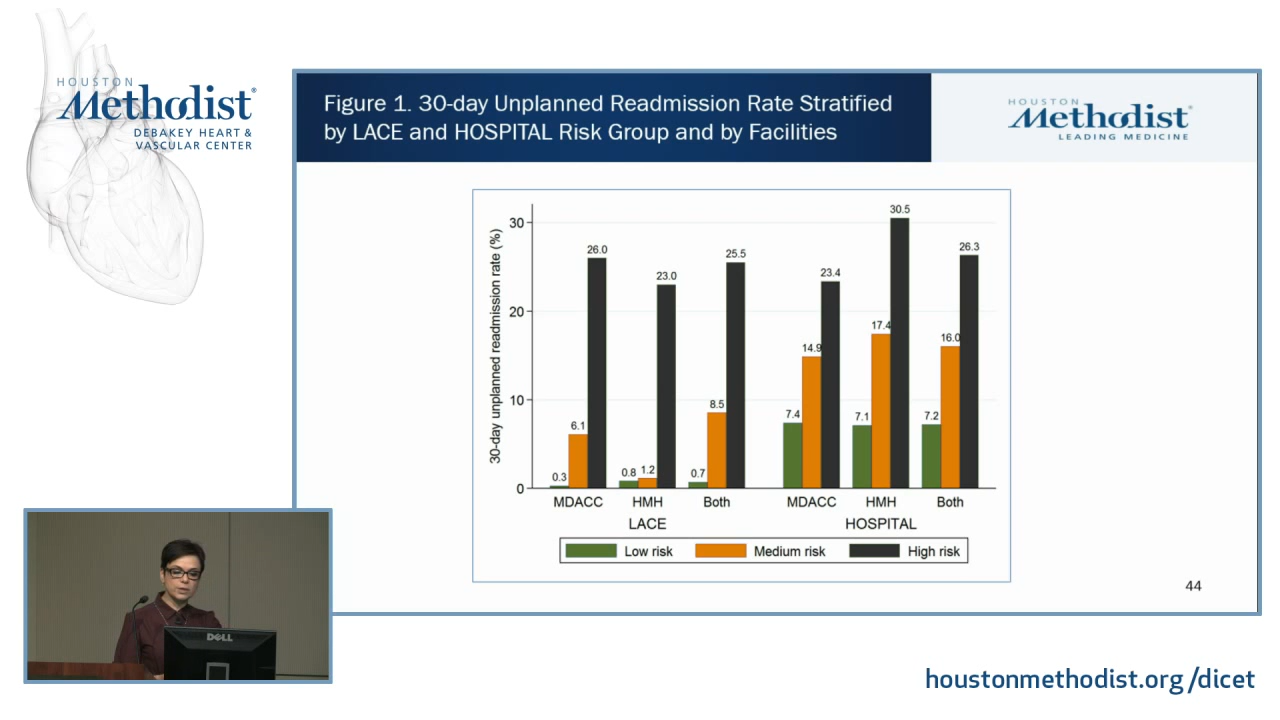 HOUSTON
Methodist®
DEBAKEY HEART &
VASCULAR CENTER
Figure 1. 30-day Unplanned Readmission Rate Stratified
by LACE and HOSPITAL Risk Group and by Facilities
HOUSTON
Methodist®
LEADING MEDICINE
30-day unplanned readmission rate (%)
30
20
10
0
0.3
6.1
26.0
0.8
1.2
23.0
0.7
8.5
25.5
7.4
14.9
23.4
7.1
17.4
30.5
7.2
16.0
26.3
MDACC HMH Both MDACC HMH Both
LACE HOSPITAL
Low risk Medium risk High risk
44
DELL
houstonmethodist.org/dicet